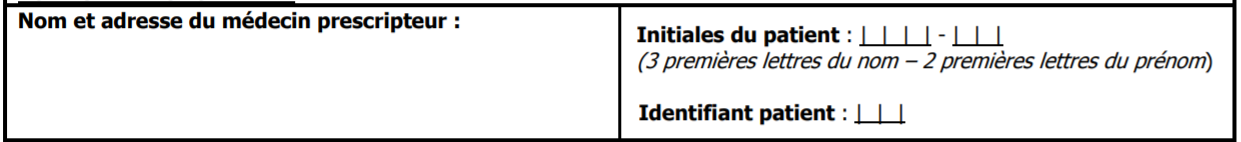 Nom et adresse du médecin prescripteur :
Initiales du patient : |_|_|_| - |_|_|
(3 premières lettres du nom – 2 premières lettres du prénom)
Identifiant patient : |_|_|